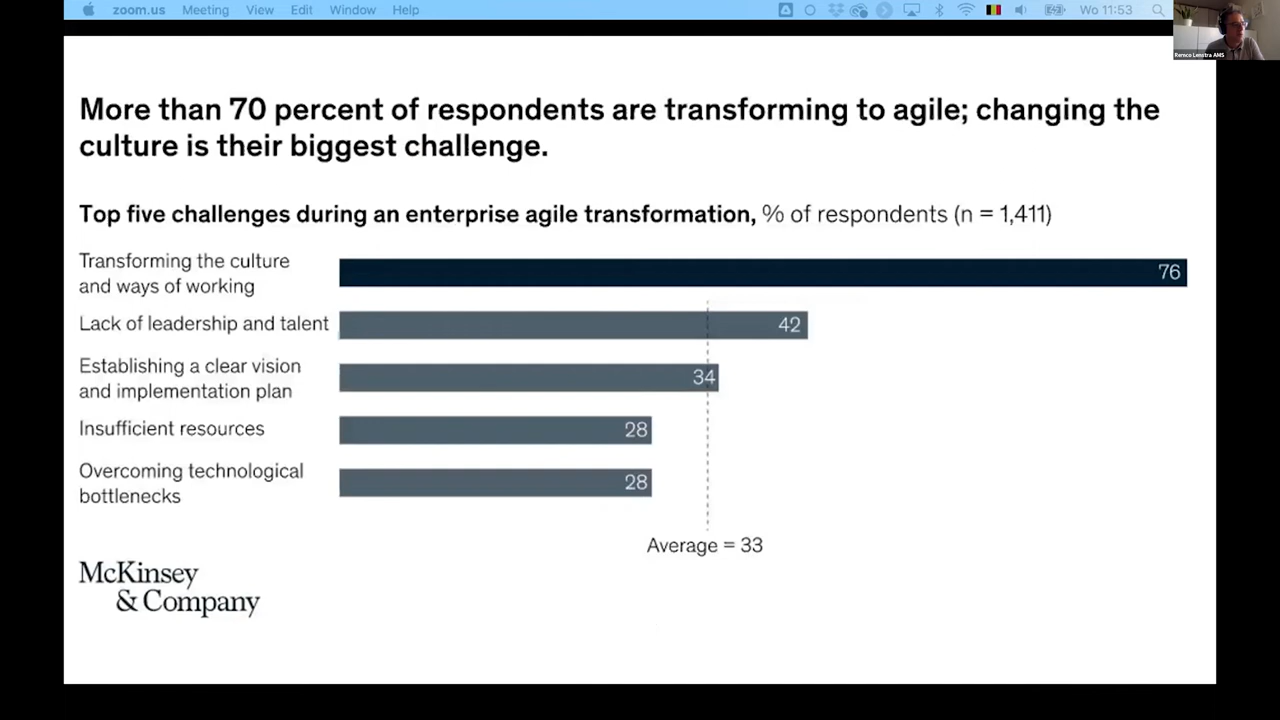 zoom.us Meeting View Edit Window Help
Wo 11:53
Remco Lenstra AMS
More than 70 percent of respondents are transforming to agile; changing the
culture is their biggest challenge.
Top five challenges during an enterprise agile transformation, % of respondents (n = 1,411)
Transforming the culture
and ways of working
76
Lack of leadership and talent
42
Establishing a clear vision
and implementation plan
34
Insufficient resources
28
Overcoming technological
bottlenecks
28
Average = 33
McKinsey
& Company